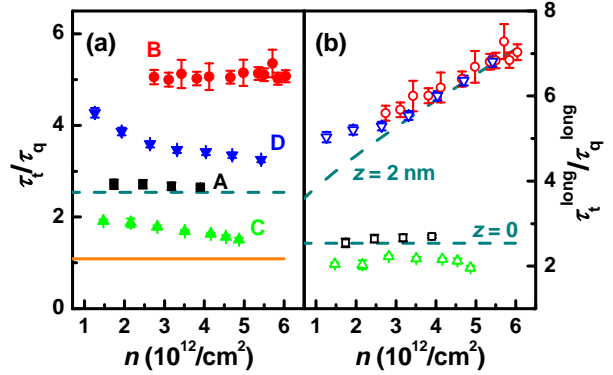 (a)
B
D
A
C
τt/τq
6
4
2
0
1 2 3 4 5 6
n (10^12/cm^2)
(b)
z = 2 nm
z = 0
τt^long/τq^long
8
6
4
2
1 2 3 4 5 6
n (10^12/cm^2)